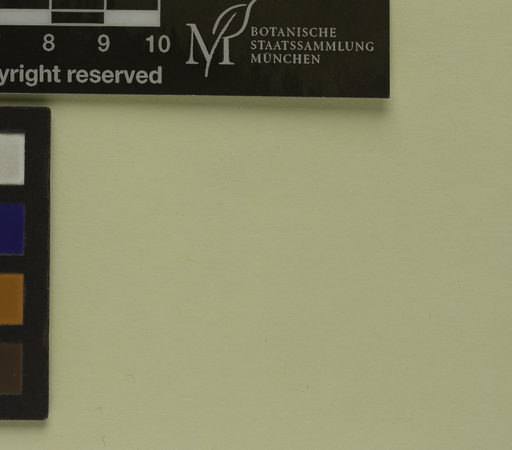 8 9 10
yright reserved
M
BOTANISCHE
STAATSSAMMLUNG
MÜNCHEN